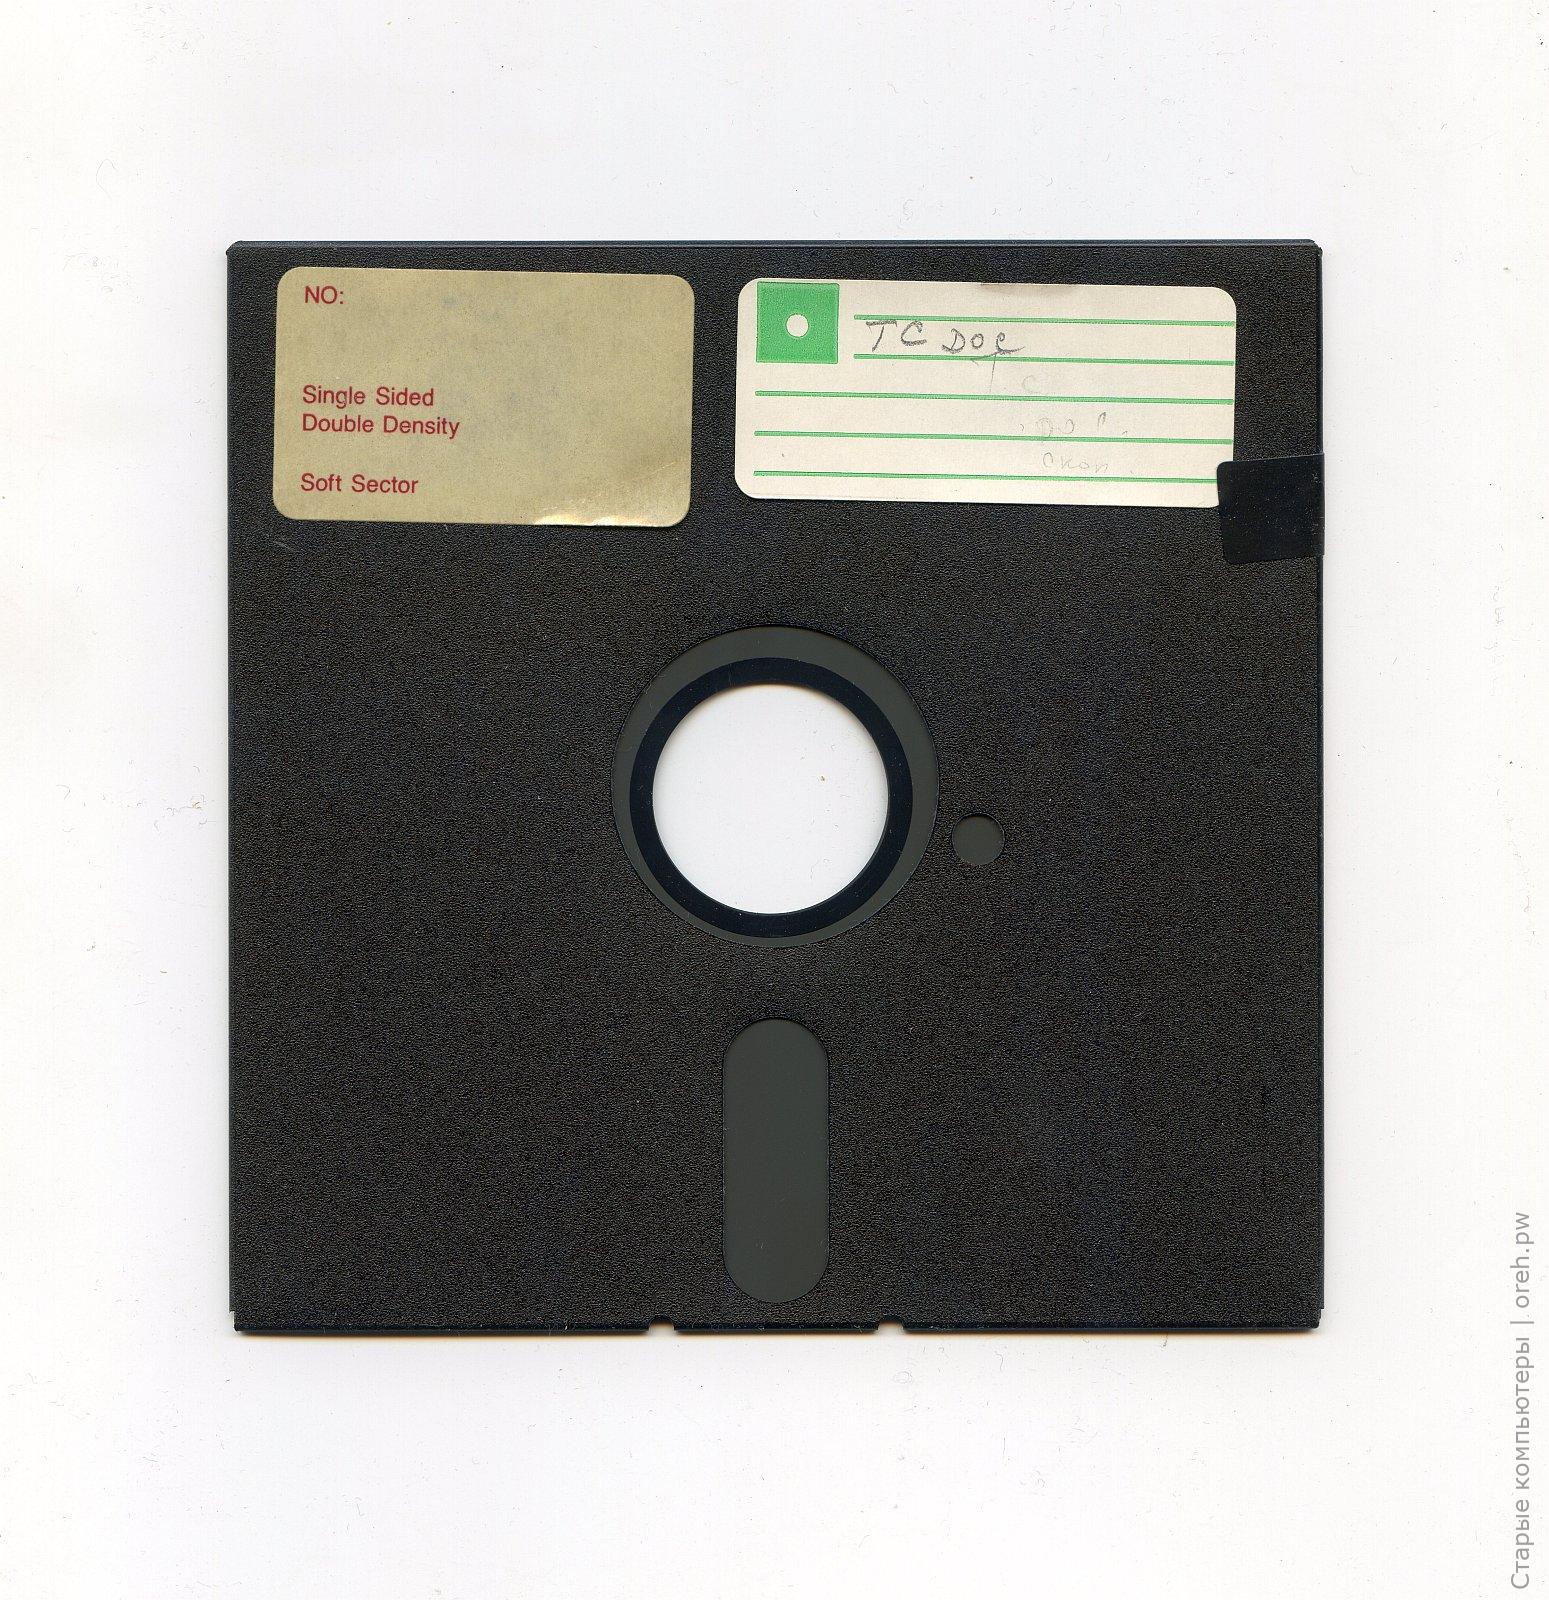 NO:
Single Sided
Double Density
Soft Sector
TC DOC
Старые компьютеры | oreh.pw